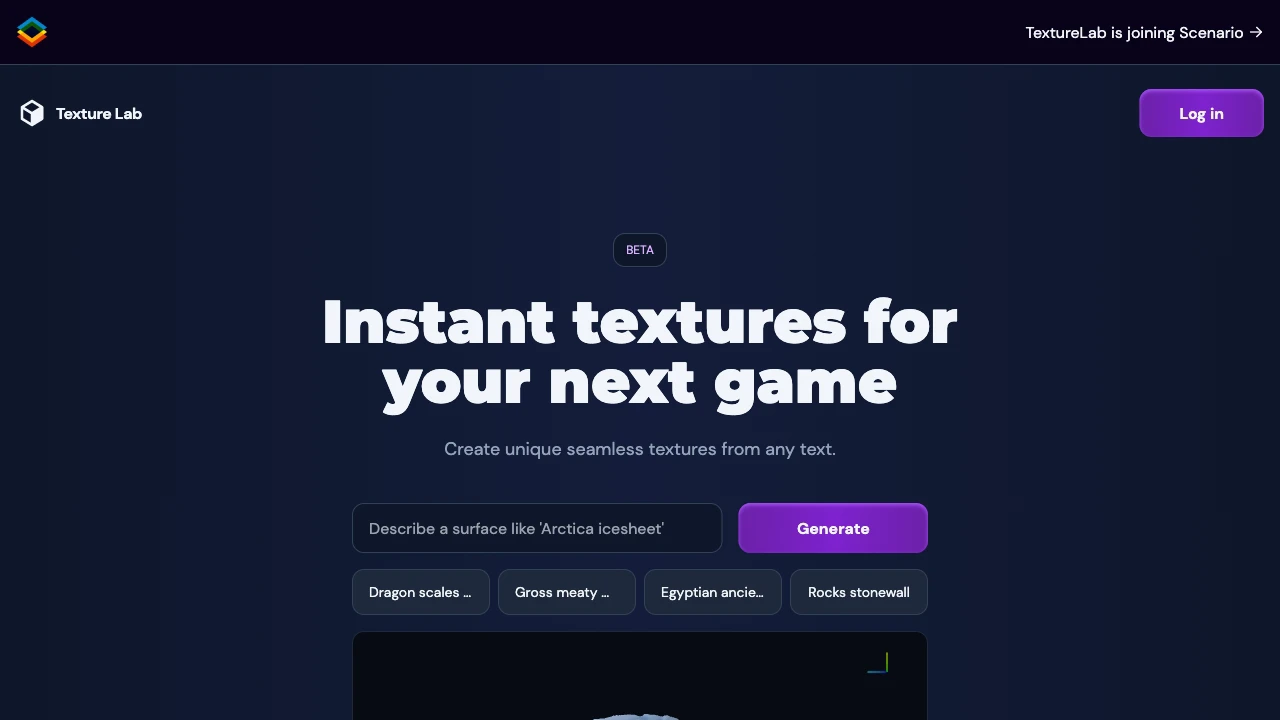 TextureLab is joining Scenario →
Texture Lab
Log in
BETA
Instant textures for
your next game
Create unique seamless textures from any text.
Describe a surface like 'Arctica icesheet'
Generate
Dragon scales ...
Gross meaty ...
Egyptian ancie...
Rocks stonewall